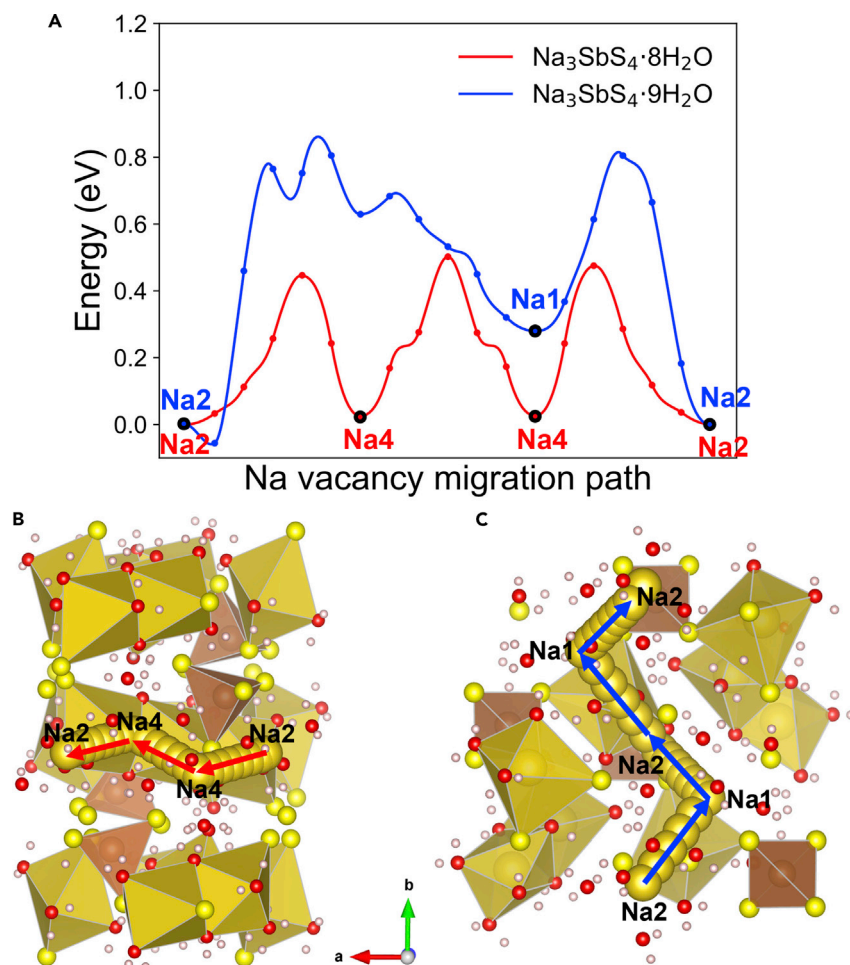 A
1.2
1.0
0.8
0.6
0.4
0.2
0.0
Energy (eV)
Na₃SbS₄·8H₂O
Na₃SbS₄·9H₂O
Na1
Na2
Na2
Na4
Na4
Na2
Na2
Na vacancy migration path
B
Na2
Na4
Na2
Na4
b
a
C
Na2
Na1
Na2
Na1
Na2